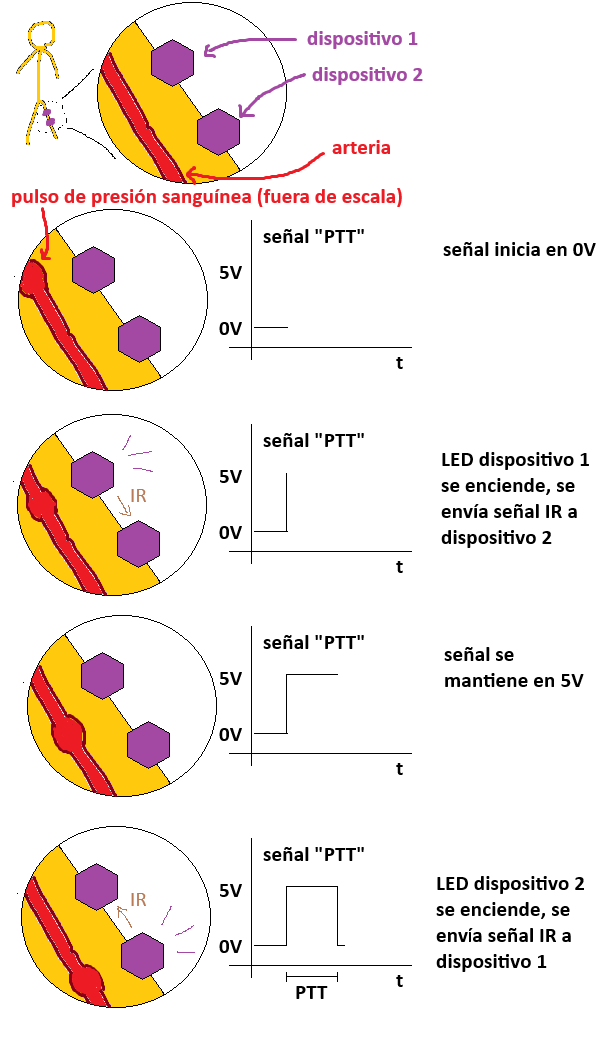 dispositivo 1
dispositivo 2
arteria
pulso de presión sanguínea (fuera de escala)
señal "PTT"
5V
0V
t
señal inicia en 0V
IR
señal "PTT"
5V
0V
t
LED dispositivo 1
se enciende, se
envía señal IR a
dispositivo 2
señal "PTT"
5V
0V
t
señal se
mantiene en 5V
IR
señal "PTT"
5V
0V
t
PTT
LED dispositivo 2
se enciende, se
envía señal IR a
dispositivo 1